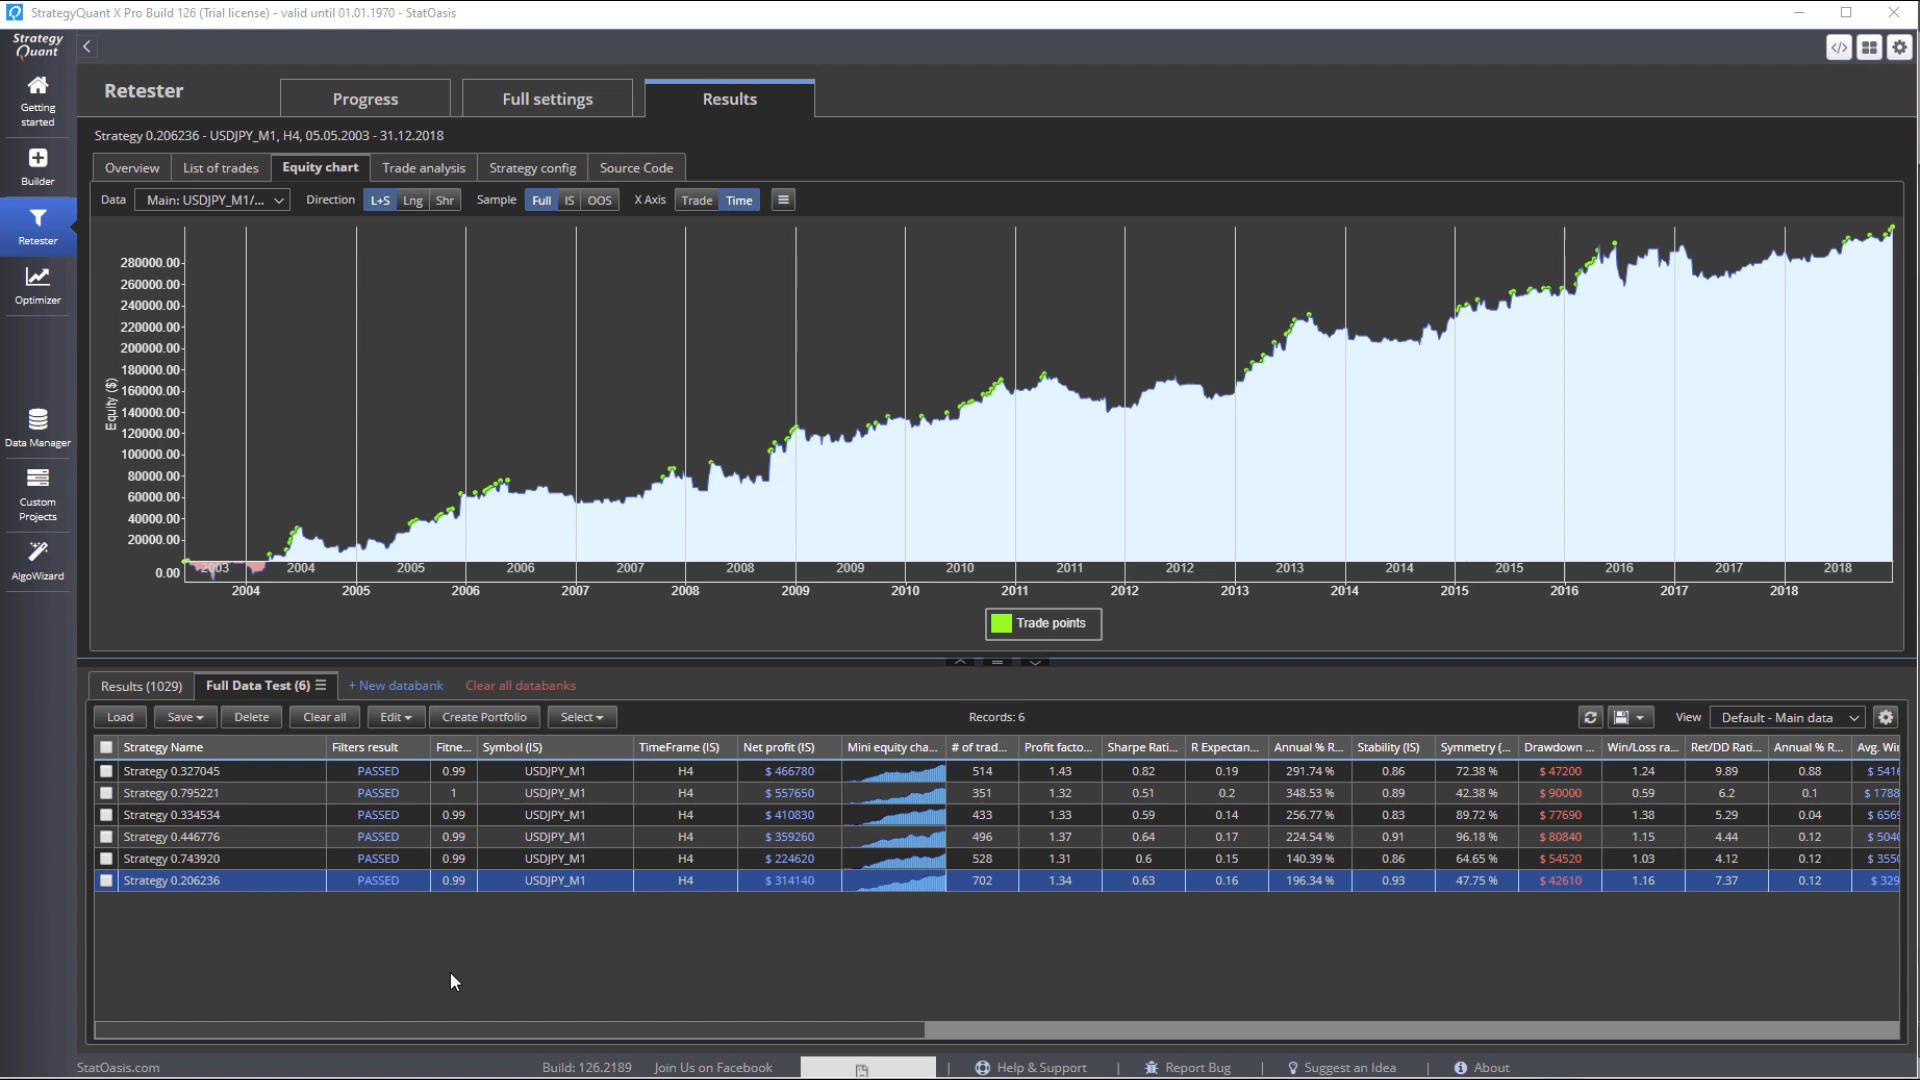 StrategyQuant X Pro Build 126 (Trial license) - valid until 01.01.1970 - StatOasis
Strategy Quant
Getting started
Builder
Retester
Optimizer
Data Manager
Custom Projects
AlgoWizard
Retester Progress Full settings Results
Strategy 0.206236 - USDJPY_M1, H4, 05.05.2003 - 31.12.2018
Overview List of trades Equity chart Trade analysis Strategy config Source Code
Data Main: USDJPY_M1/... Direction L+S Lng Shr Sample Full IS OOS X Axis Trade Time
Equity ($)
280000.00
260000.00
240000.00
220000.00
200000.00
180000.00
160000.00
140000.00
120000.00
100000.00
80000.00
60000.00
40000.00
20000.00
0.00
2003 2004 2005 2006 2007 2008 2009 2010 2011 2012 2013 2014 2015 2016 2017 2018
2004 2005 2006 2007 2008 2009 2010 2011 2012 2013 2014 2015 2016 2017 2018
Trade points
Results (1029) Full Data Test (6) + New databank Clear all databanks
Load Save Delete Clear all Edit Create Portfolio Select Records: 6 View Default - Main data
Strategy Name Filters result Fitne... Symbol (IS) TimeFrame (IS) Net profit (IS) Mini equity cha... # of trad... Profit facto... Sharpe Rati... R Expectan... Annual % R... Stability (IS) Symmetry (... Drawdown ... Win/Loss ra... Ret/DD Rati... Annual % R... Avg. Wi
Strategy 0.327045 PASSED 0.99 USDJPY_M1 H4 $ 466780 514 1.43 0.82 0.19 291.74 % 0.86 72.38 % $ 47200 1.24 9.89 0.88 $ 5416
Strategy 0.795221 PASSED 1 USDJPY_M1 H4 $ 557650 351 1.32 0.51 0.2 348.53 % 0.89 42.38 % $ 90000 0.59 6.2 0.1 $ 1788
Strategy 0.334534 PASSED 0.99 USDJPY_M1 H4 $ 410830 433 1.33 0.59 0.14 256.77 % 0.83 89.72 % $ 77690 1.38 5.29 0.04 $ 656
Strategy 0.446776 PASSED 0.99 USDJPY_M1 H4 $ 359260 496 1.37 0.64 0.17 224.54 % 0.91 96.18 % $ 80840 1.15 4.44 0.12 $ 504
Strategy 0.743920 PASSED 0.99 USDJPY_M1 H4 $ 224620 528 1.31 0.6 0.15 140.39 % 0.86 64.65 % $ 54520 1.03 4.12 0.12 $ 355
Strategy 0.206236 PASSED 0.99 USDJPY_M1 H4 $ 314140 702 1.34 0.63 0.16 196.34 % 0.93 47.75 % $ 42610 1.16 7.37 0.12 $ 329
StatOasis.com Build: 126.2189 Join Us on Facebook Help & Support Report Bug Suggest an Idea About